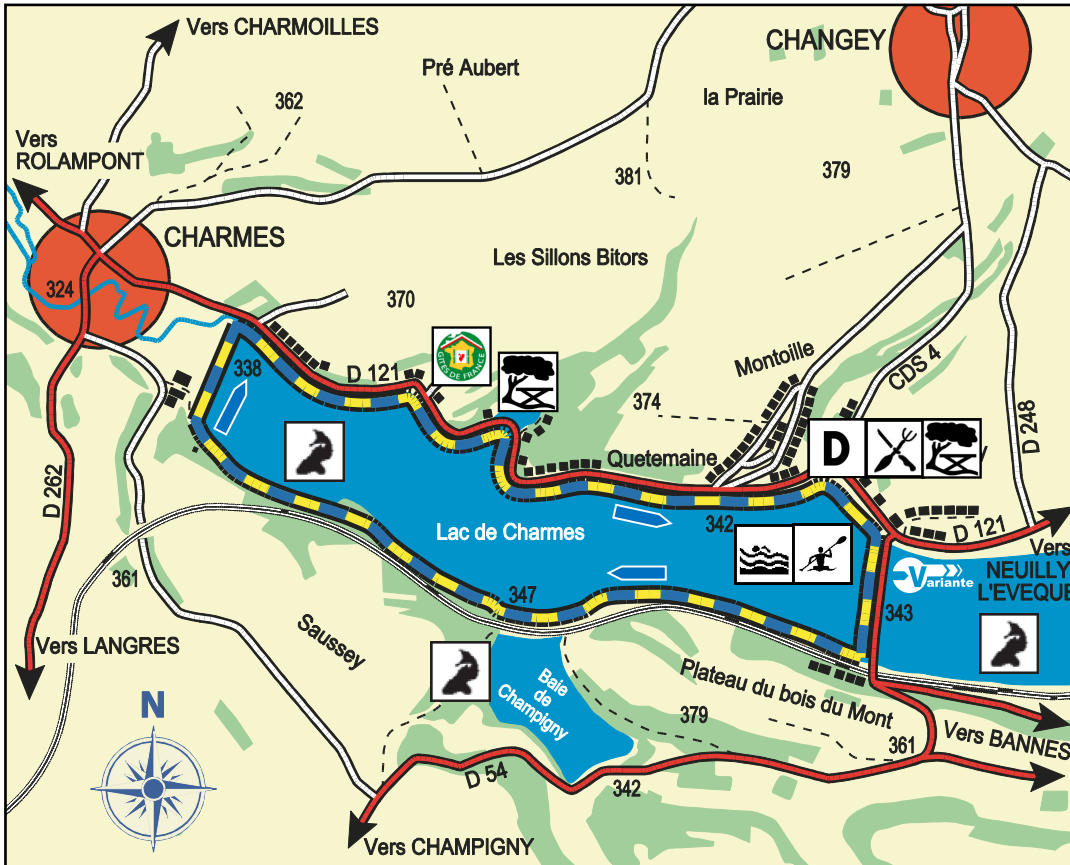 Vers CHARMOILLES
CHANGEY
Pré Aubert
362
la Prairie
Vers
ROLAMPONT
381
379
CHARMES
Les Sillons Bitors
324
370
GITES DE FRANCE
338
D 121
Montoille
CDS 4
374
D 248
Quetemaine
D
D 262
342
D 121
Lac de Charmes
Vers
NEUILLY
L'EVEQUE
Variante
361
347
343
Saussey
Vers LANGRES
Baie
de
Champigny
Plateau du bois du Mont
379
N
361
Vers BANNES
D 54
342
Vers CHAMPIGNY